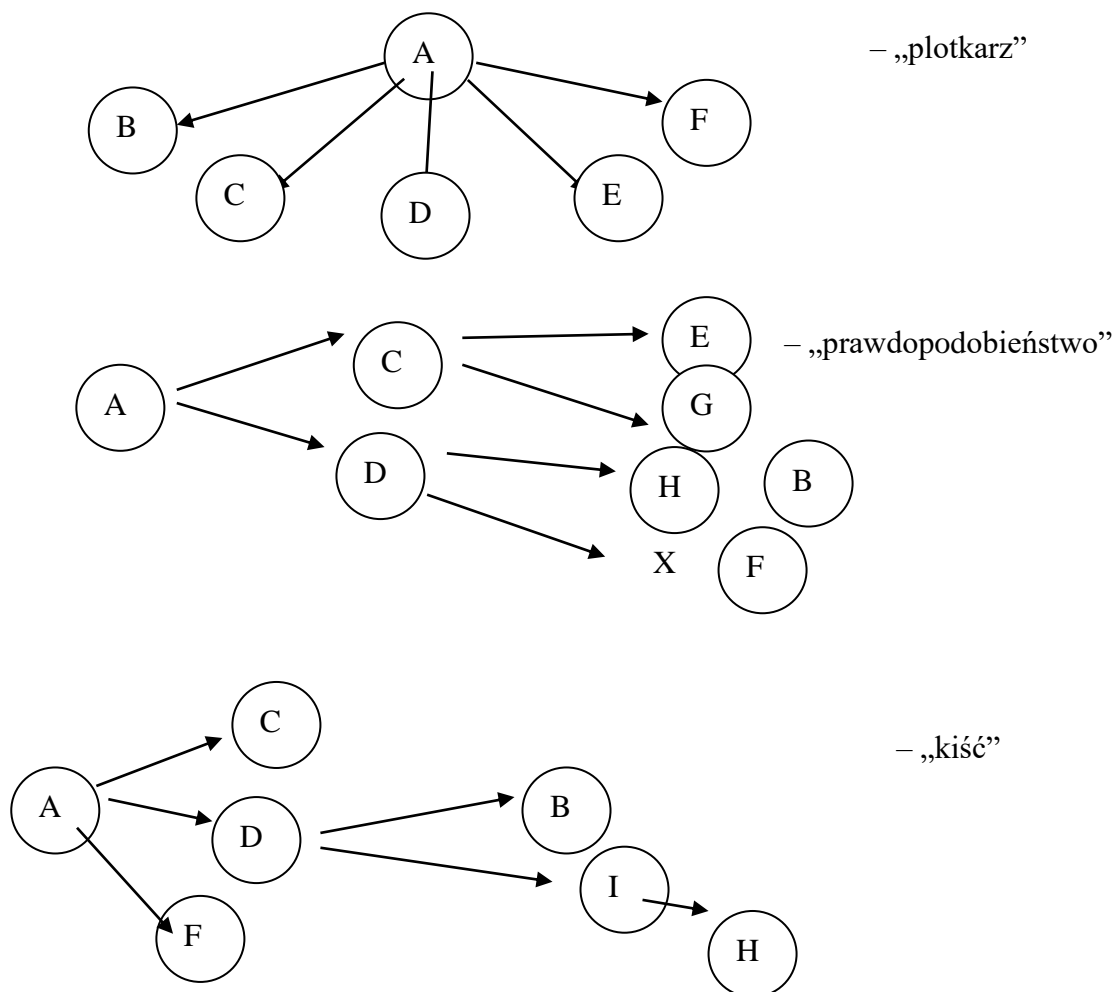 A – „plotkarz”
B F
C D E
E – „prawdopodobieństwo”
C
A G
D H B
X F
C
– „kiść”
A B
D
I
F H